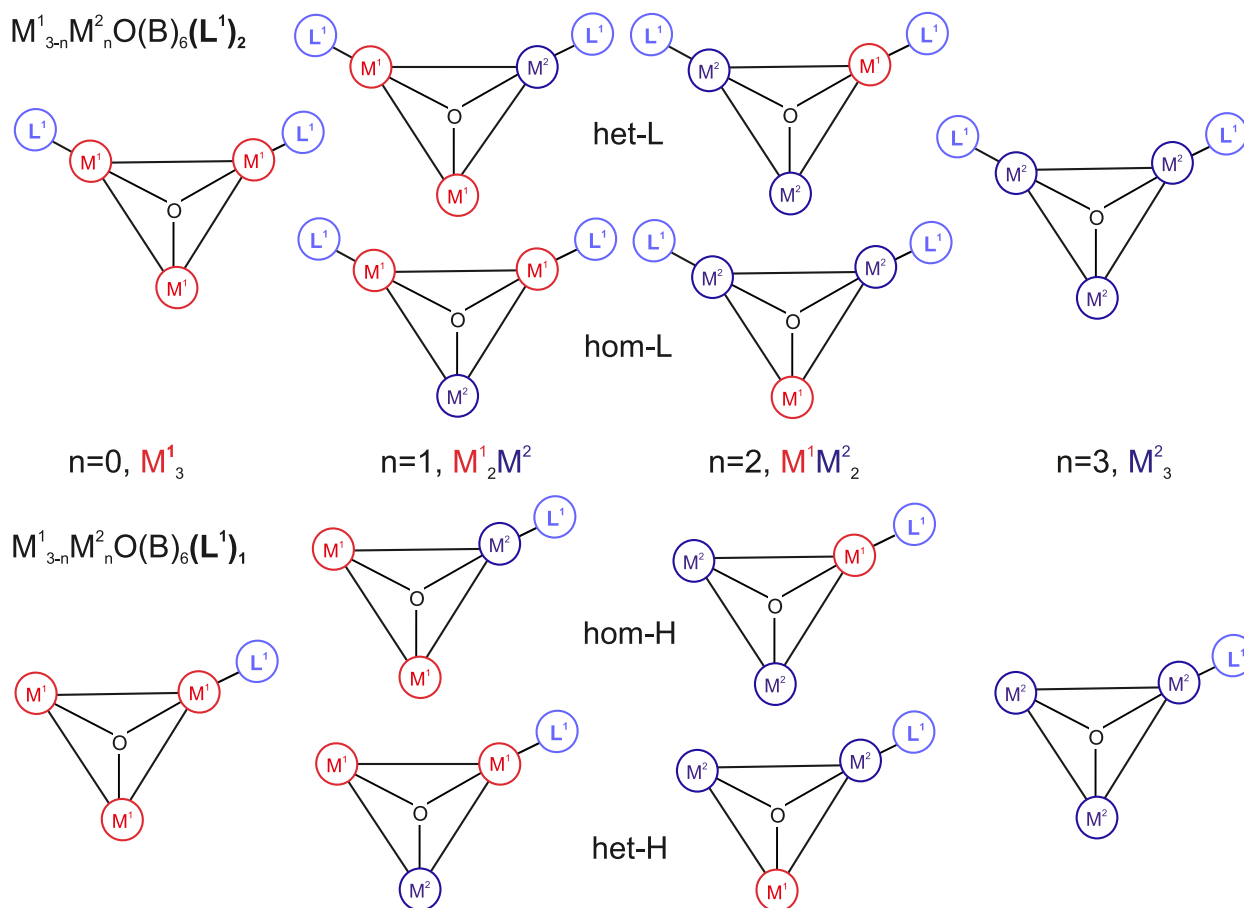 M¹₃₋ₙM²ₙO(B)₆(L¹)₂
L¹ L¹ L¹ L¹
M¹ M² M² M¹
O O
het-L
L¹ L¹ L¹ L¹
M¹ M¹ M² M²
O O
M¹ M²
M¹ M²
L¹ L¹ L¹ L¹
M¹ M¹ M² M²
O O
hom-L
M² M¹
n=0, M¹₃ n=1, M¹₂M² n=2, M¹M²₂ n=3, M²₃
M¹₃₋ₙM²ₙO(B)₆(L¹)₁
L¹ L¹
M¹ M² M² M¹
O O
hom-H
L¹ L¹
M¹ M¹ M² M²
M¹ M²
O O
L¹ L¹
M¹ M¹ M² M²
O O
M¹ M²
het-H
M² M¹